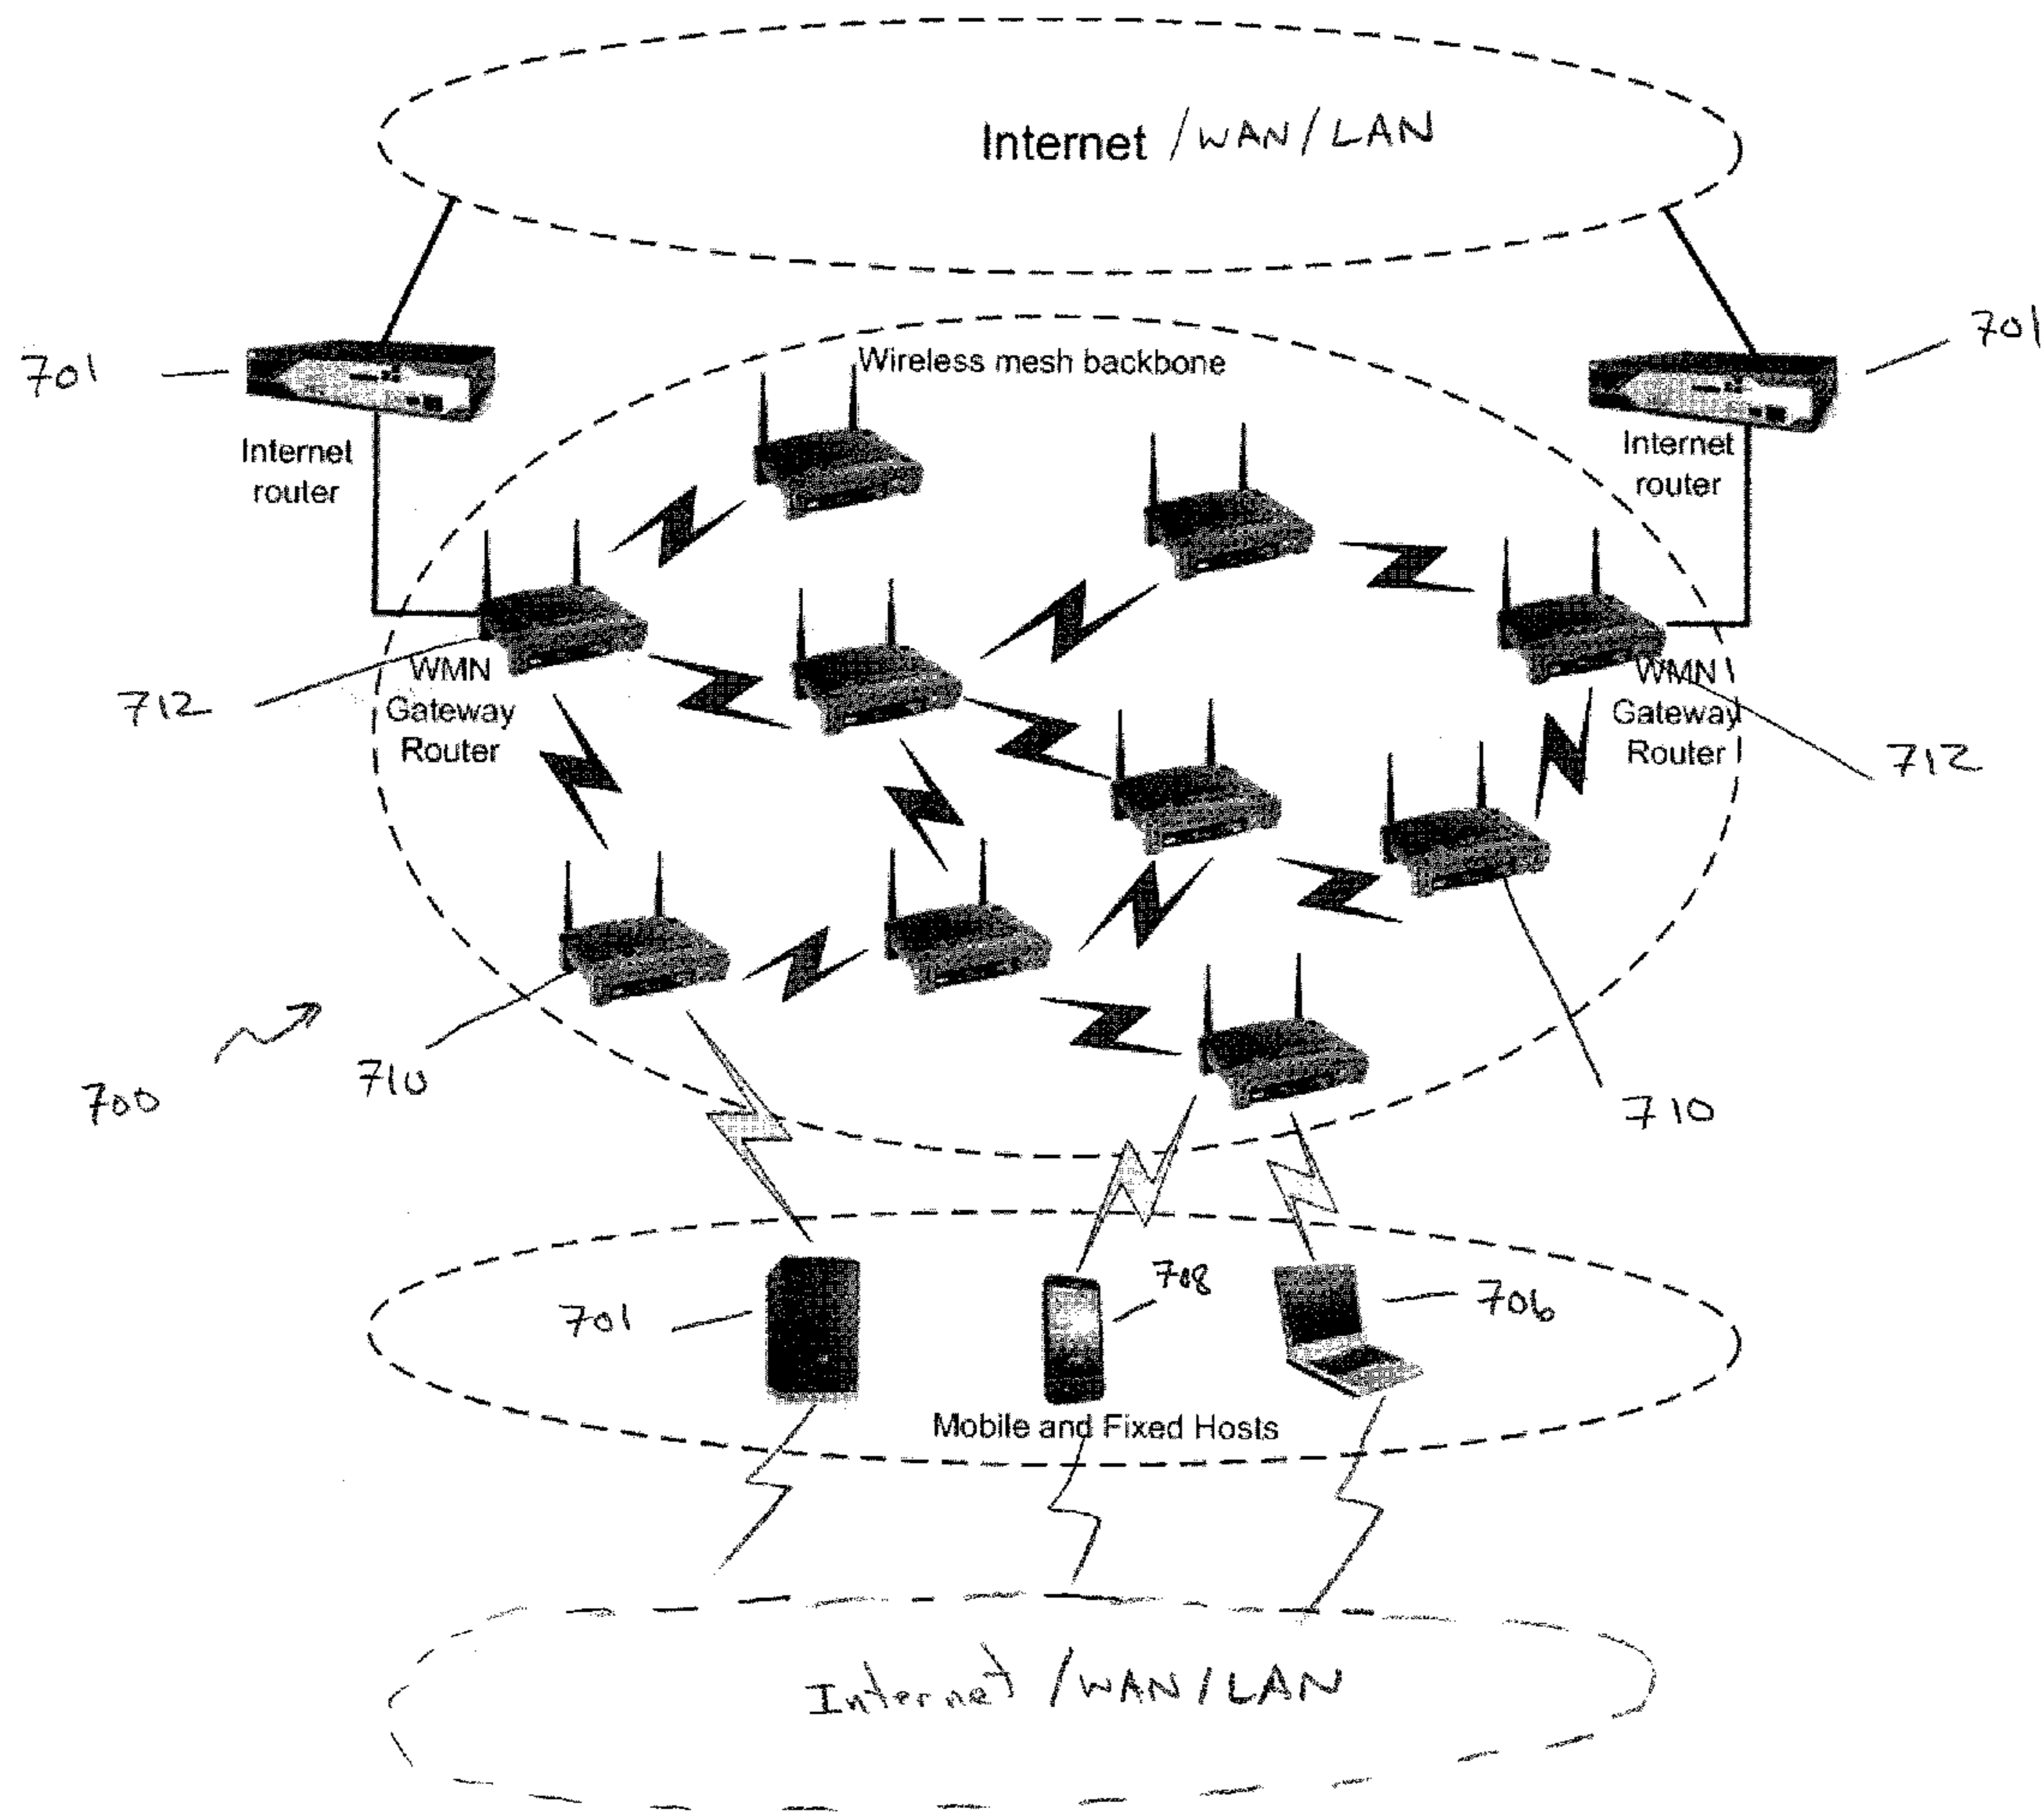 Internet /WAN/LAN
701
701
Wireless mesh backbone
Internet
router
Internet
router
WMN
Gateway
Router
712
WMN
Gateway
Router
712
700
710
710
701
708
706
Mobile and Fixed Hosts
Internet /WAN/LAN